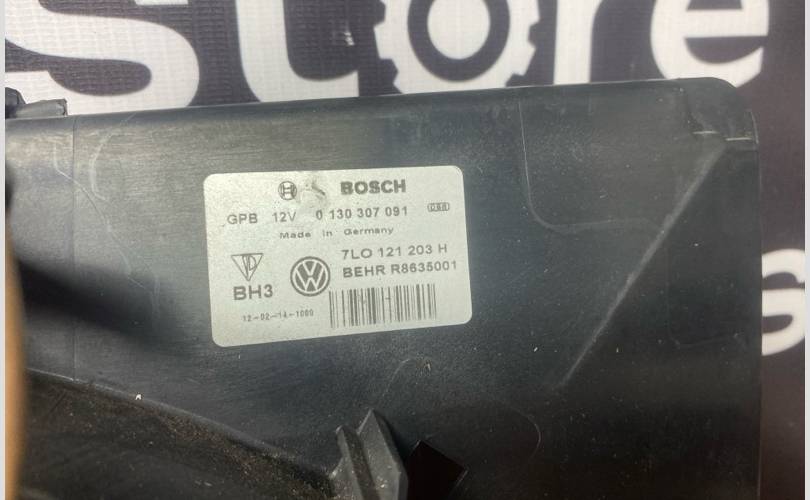 store
BOSCH
GPB 12V 0 130 307 091
Made in Germany
7LO 121 203 H
BEHR R8635001
BH3
12-02-14-1000